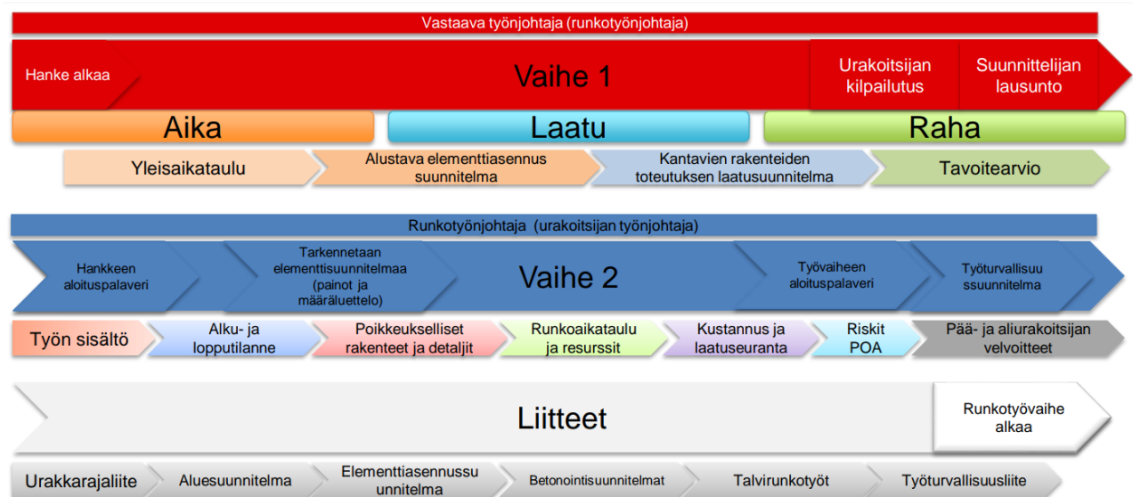 Vastaava työnjohtaja (runkotyönjohtaja)
Hanke alkaa
Vaihe 1
Urakoitsijan
kilpailutus
Suunnittelijan
lausunto
Aika
Laatu
Raha
Yleisaikataulu
Alustava elementtiasennus
suunnitelma
Kantavien rakenteiden
toteutuksen laatusuunnitelma
Tavoitearvio
Runkotyönjohtaja (urakoitsijan työnjohtaja)
Hankkeen
aloituspalaveri
Tarkennetaan
elementtisuunnitelmaa
(painot ja
määräluettelo)
Vaihe 2
Työvaiheen
aloituspalaveri
Työturvallisuu
ssuunnitelma
Työn sisältö
Alku- ja
lopputilanne
Poikkeukselliset
rakenteet ja detaljit
Runkoaikataulu
ja resurssit
Kustannus ja
laatuseuranta
Riskit
POA
Pää- ja aliurakoitsijan
velvoitteet
Liitteet
Runkotyövaihe
alkaa
Urakkarajaliite
Aluesuunnitelma
Elementtiasennussu
unnitelma
Betonointisuunnitelmat
Talvirunkotyöt
Työturvallisuusliite